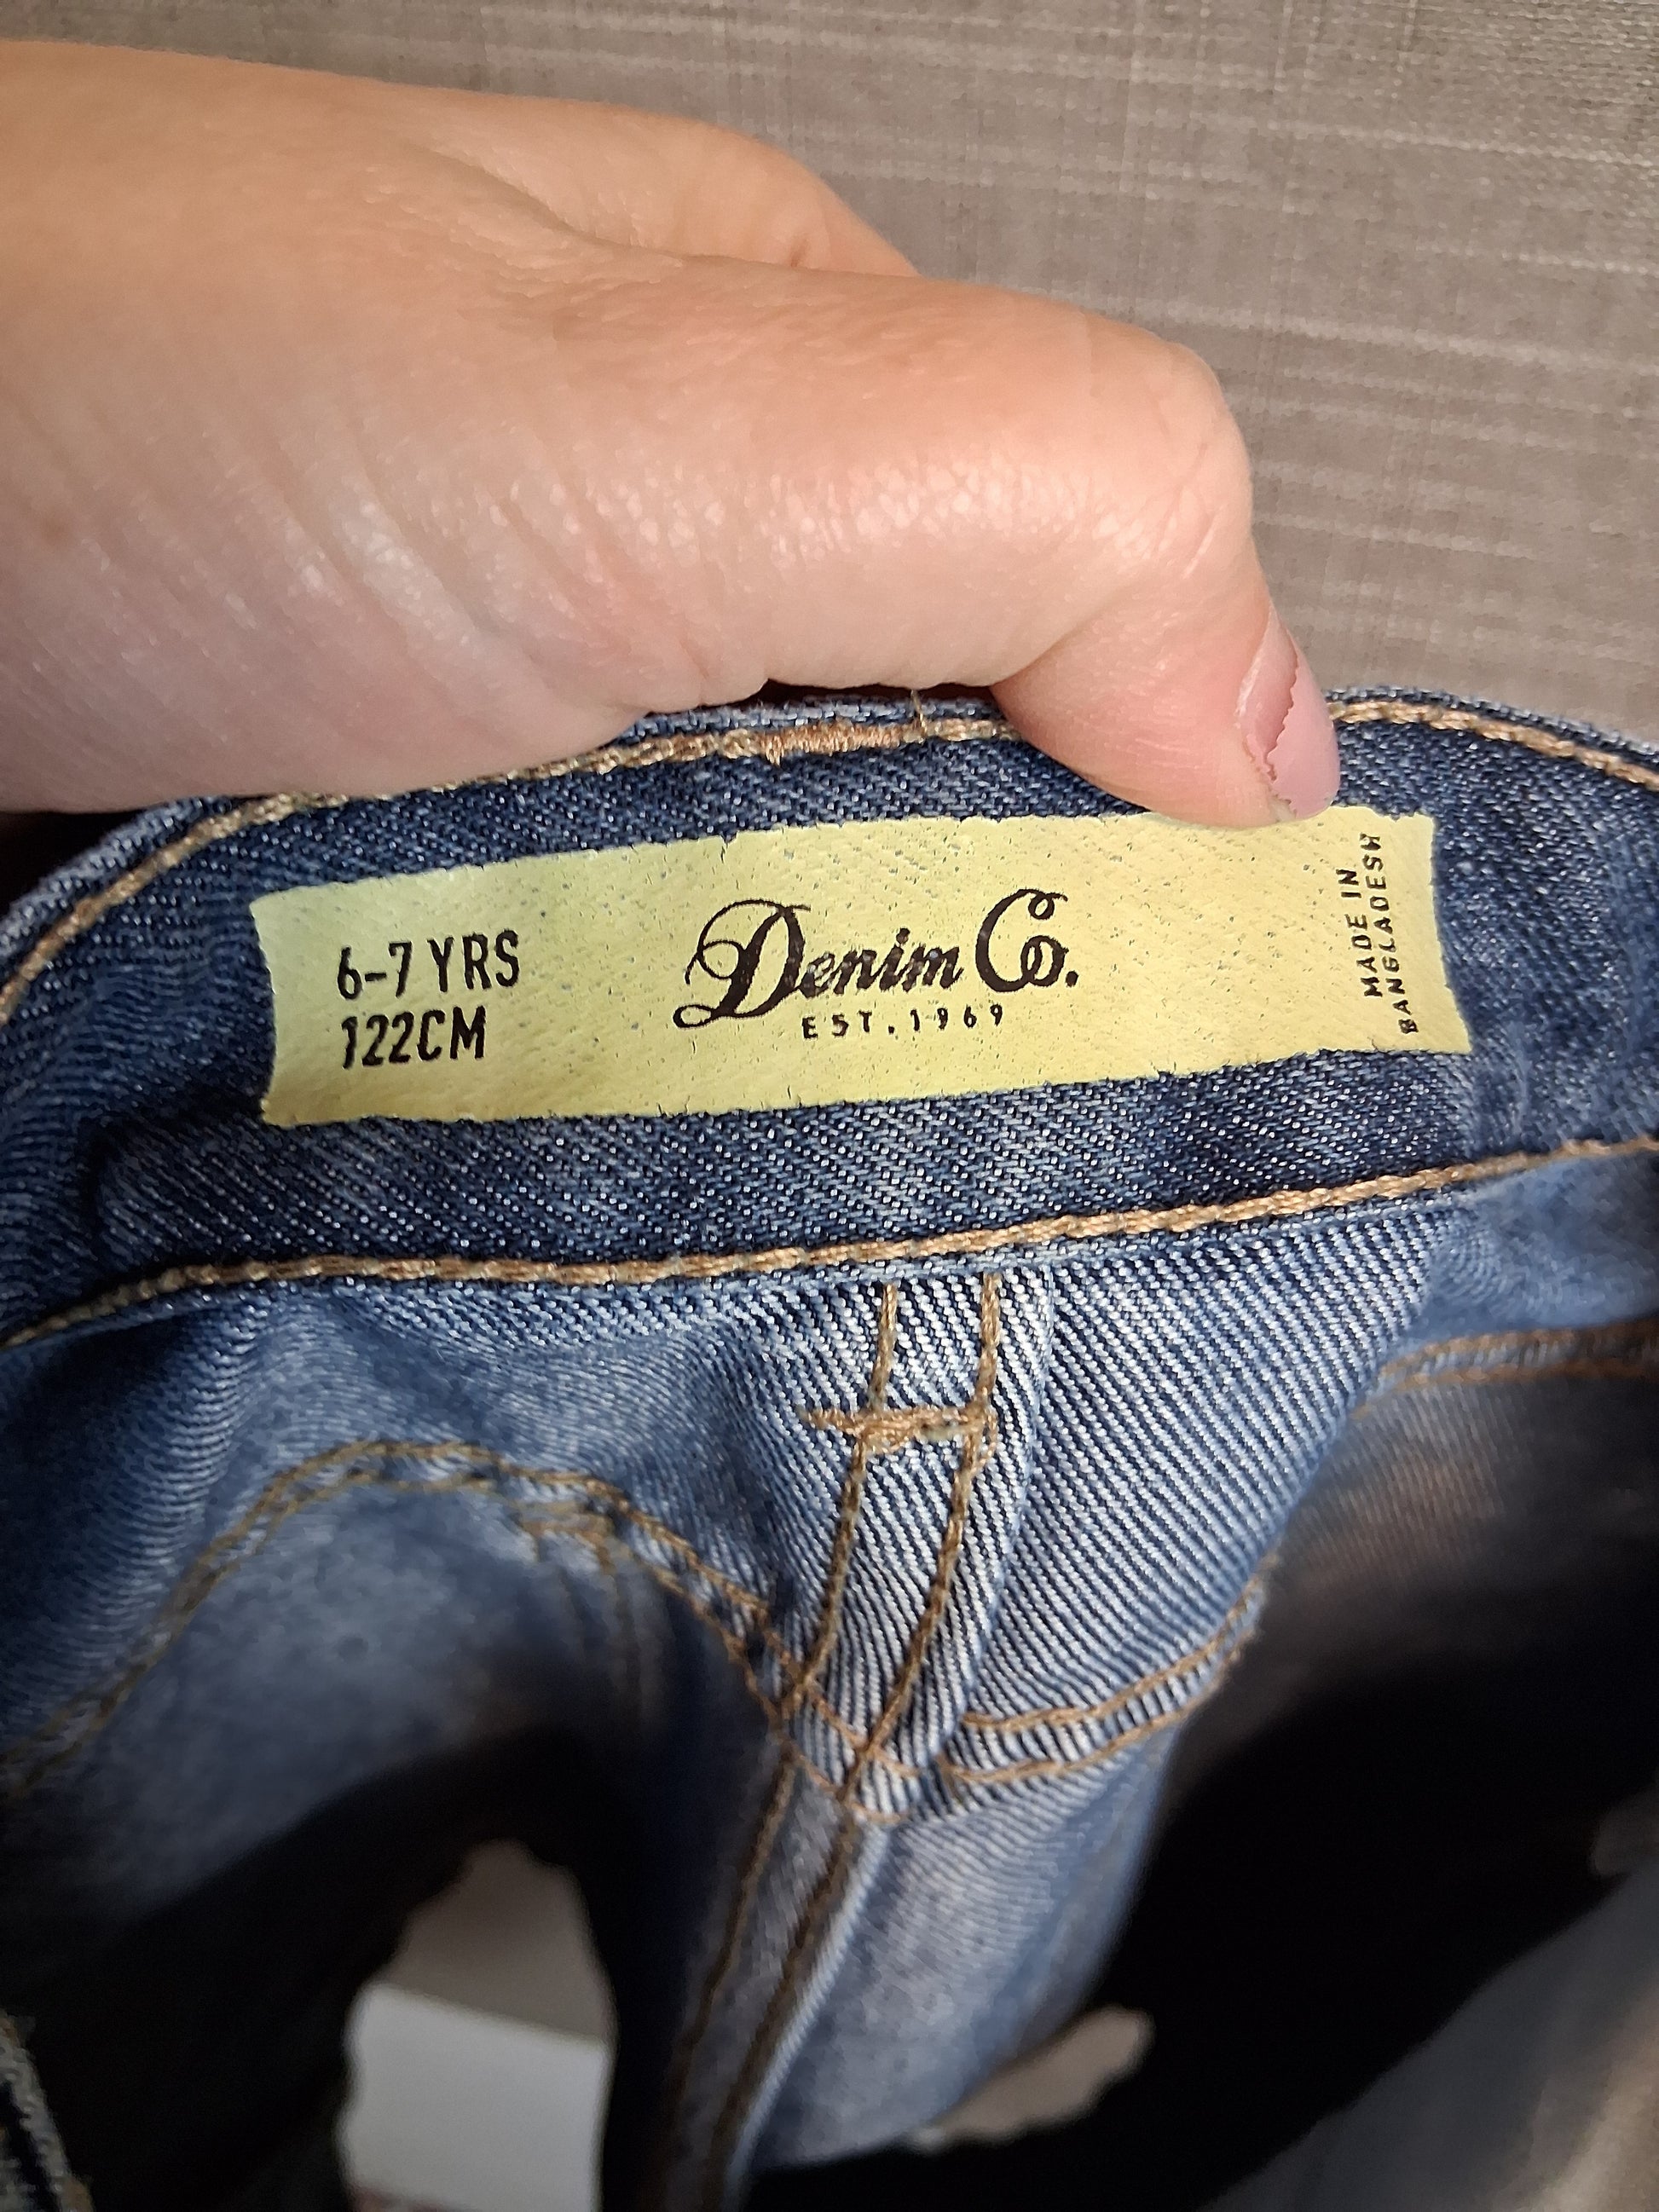 6-7 YRS
122CM
Denim Co.
EST. 1969
MADE IN
BANGLADESH